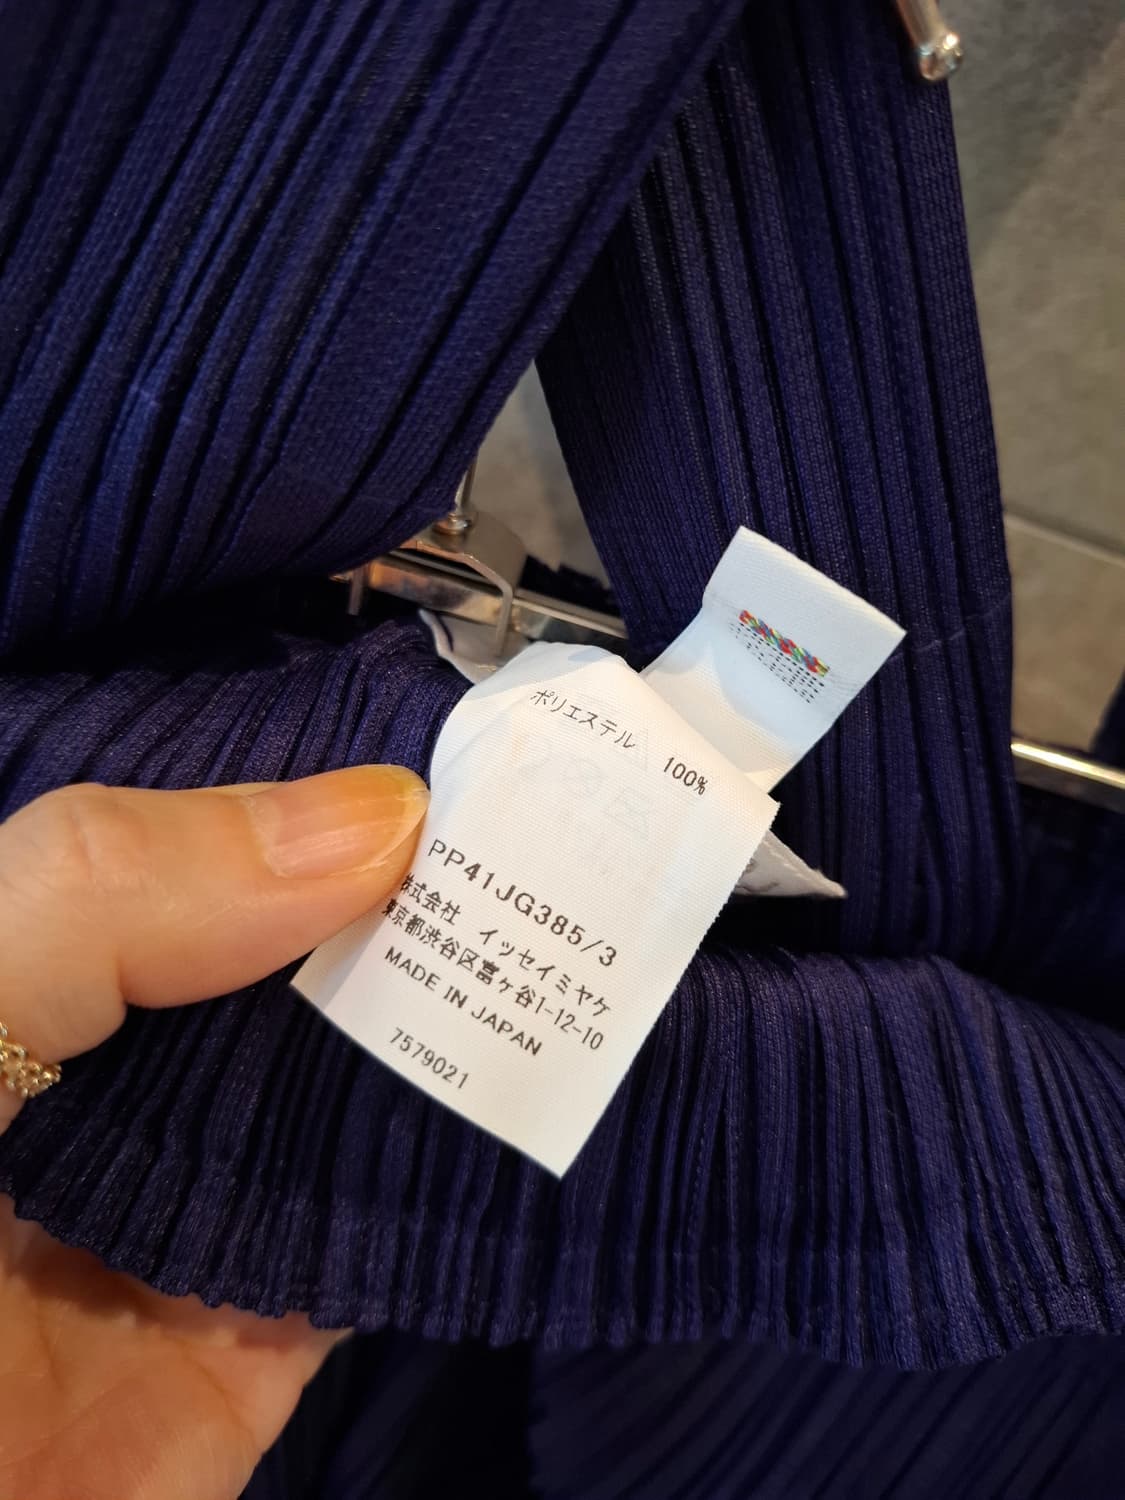 ポリエステル 100%
PP41JG385/3
株式会社 イッセイミヤケ
東京都渋谷区富ヶ谷1-12-10
MADE IN JAPAN
7579021